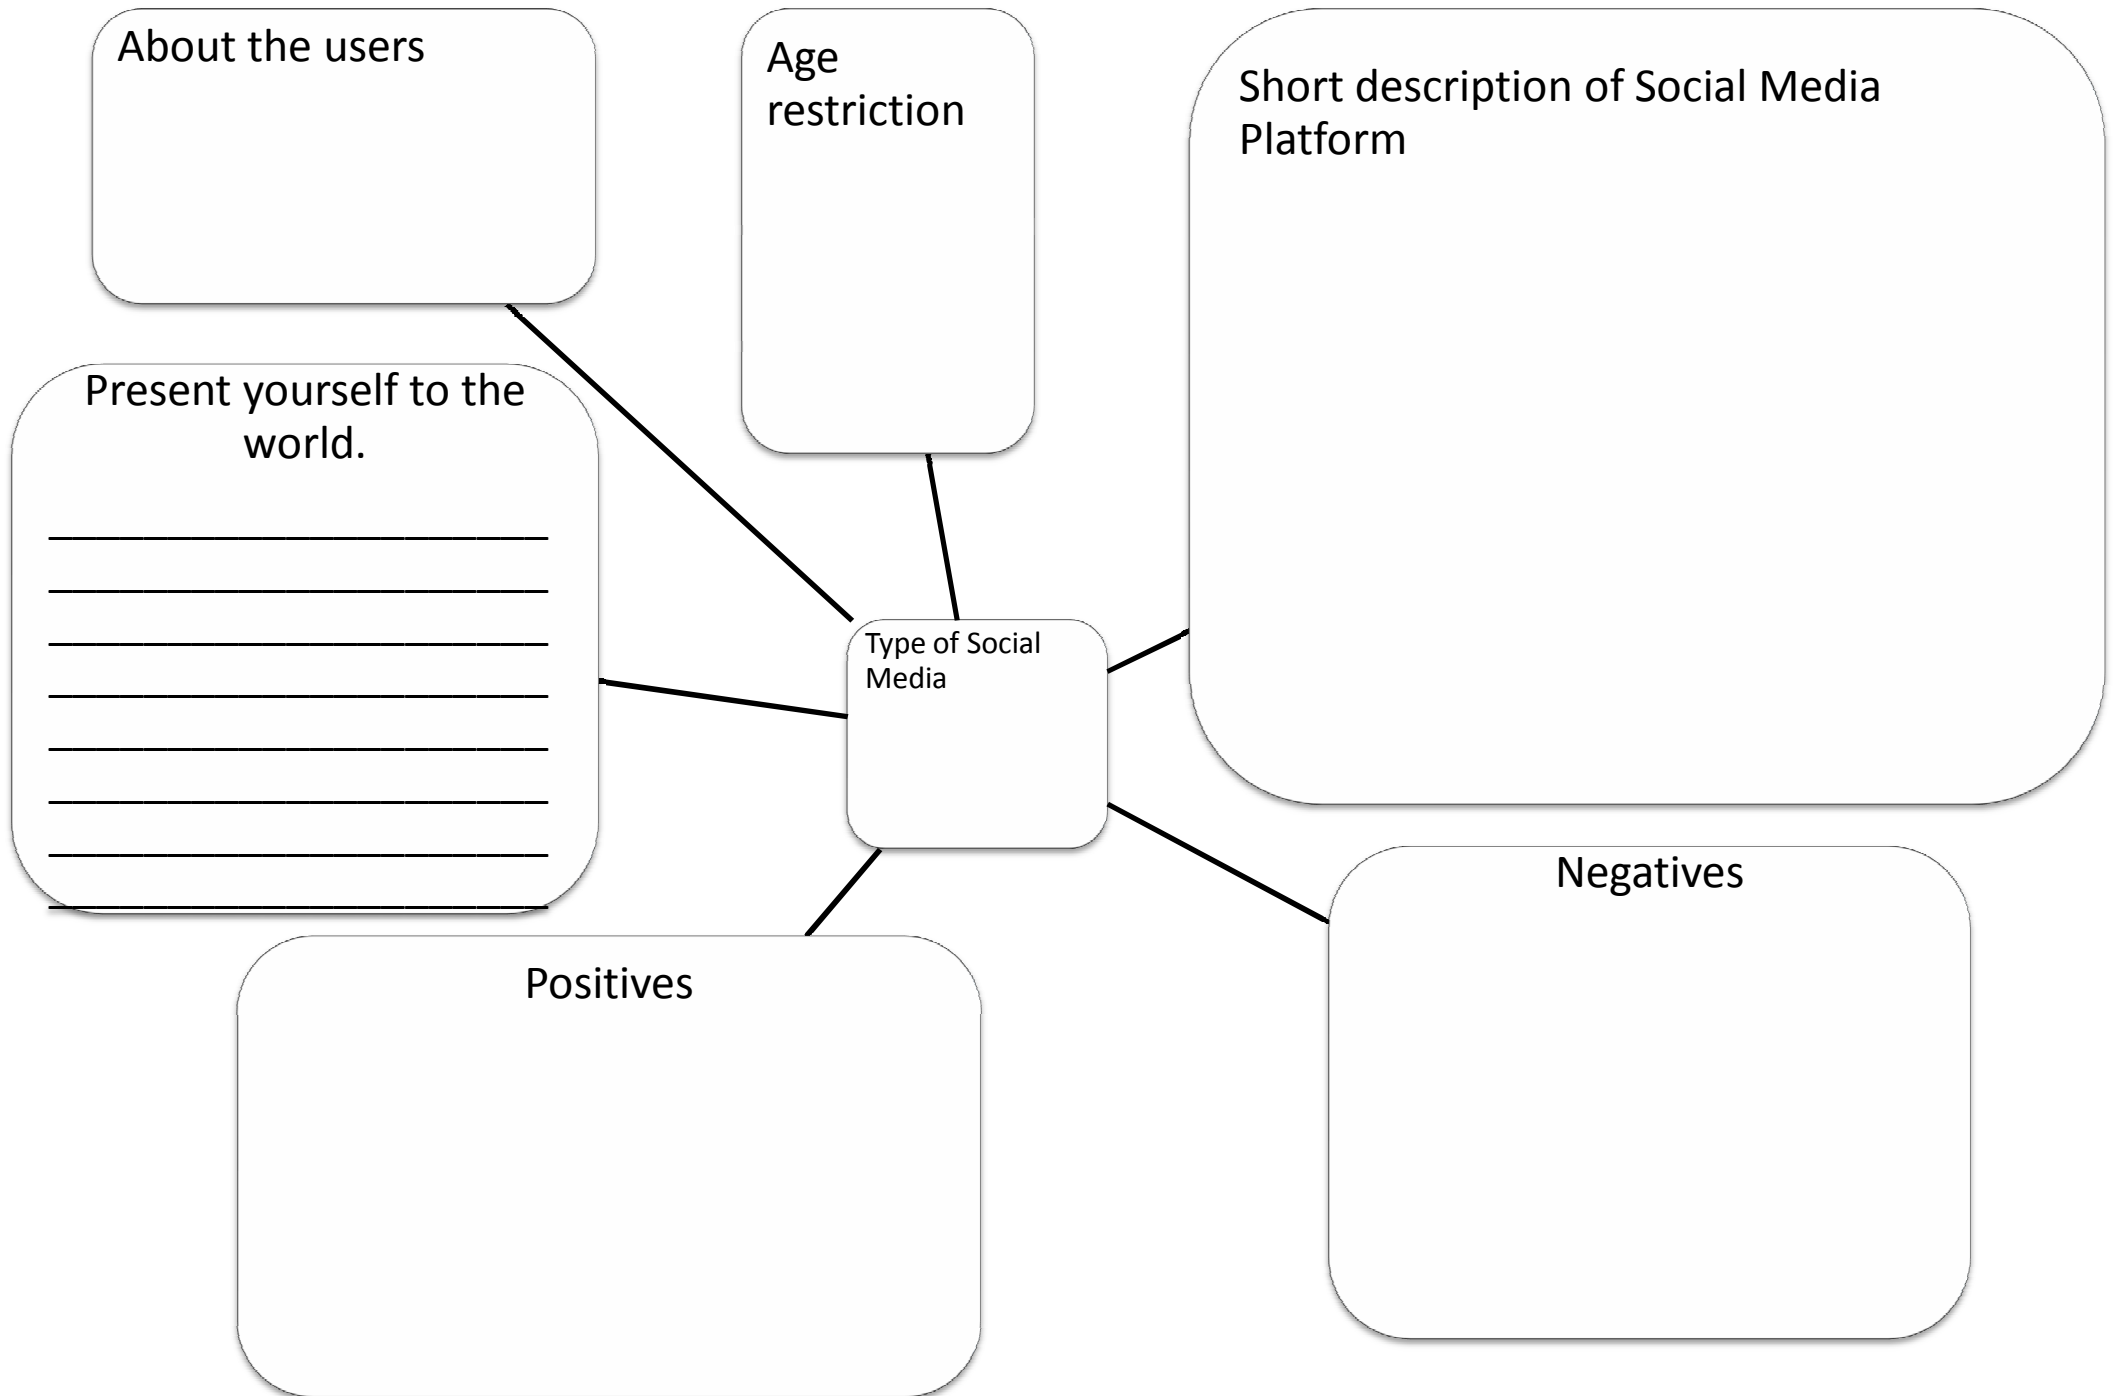 About the users
Age
restriction
Short description of Social Media
Platform
Present yourself to the
world.
Type of Social
Media
Negatives
Positives